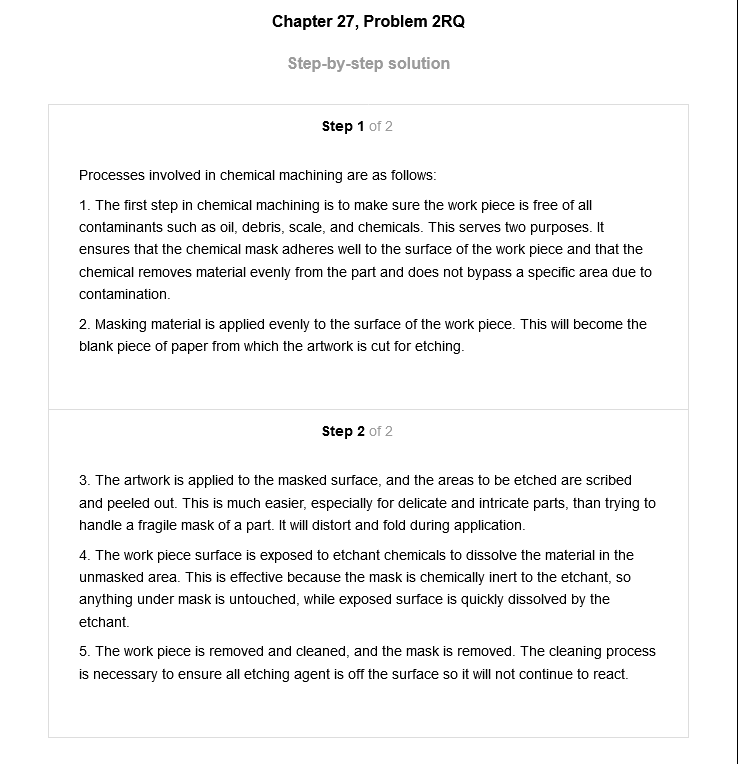 Chapter 27, Problem 2RQ
Step-by-step solution
Step 1 of 2
Processes involved in chemical machining are as follows:
1. The first step in chemical machining is to make sure the work piece is free of all
contaminants such as oil, debris, scale, and chemicals. This serves two purposes. It
ensures that the chemical mask adheres well to the surface of the work piece and that the
chemical removes material evenly from the part and does not bypass a specific area due to
contamination.
2. Masking material is applied evenly to the surface of the work piece. This will become the
blank piece of paper from which the artwork is cut for etching.
Step 2 of 2
3. The artwork is applied to the masked surface, and the areas to be etched are scribed
and peeled out. This is much easier, especially for delicate and intricate parts, than trying to
handle a fragile mask of a part. It will distort and fold during application.
4. The work piece surface is exposed to etchant chemicals to dissolve the material in the
unmasked area. This is effective because the mask is chemically inert to the etchant, so
anything under mask is untouched, while exposed surface is quickly dissolved by the
etchant.
5. The work piece is removed and cleaned, and the mask is removed. The cleaning process
is necessary to ensure all etching agent is off the surface so it will not continue to react.